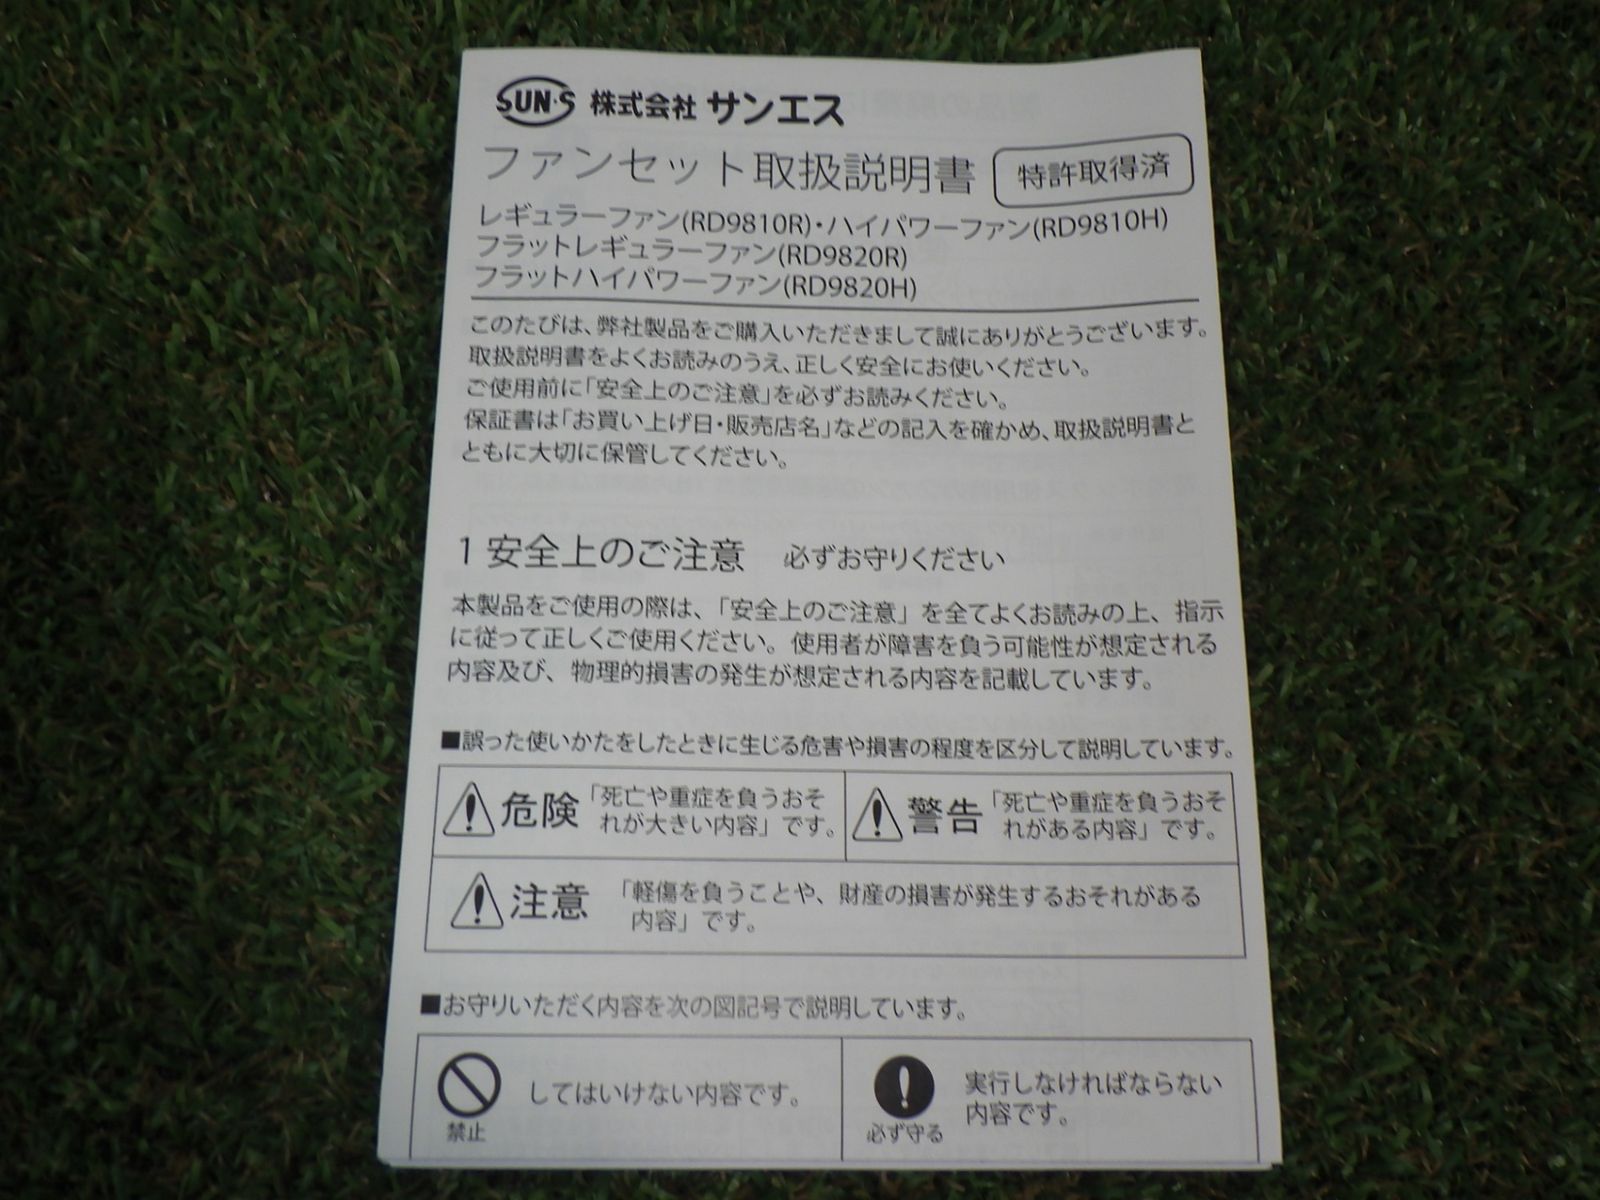 SUN・S 株式会社 サンエス
ファンセット取扱説明書 特許取得済
レギュラーファン(RD9810R)・ハイパワーファン(RD9810H)
フラットレギュラーファン(RD9820R)
フラットハイパワーファン(RD9820H)
このたびは、弊社製品をご購入いただきまして誠にありがとうございます。
取扱説明書をよくお読みのうえ、正しく安全にお使いください。
ご使用前に「安全上のご注意」を必ずお読みください。
保証書は「お買い上げ日・販売店名」などの記入を確かめ、取扱説明書と
ともに大切に保管してください。
1 安全上のご注意 必ずお守りください
本製品をご使用の際は、「安全上のご注意」を全てよくお読みの上、指示
に従って正しくご使用ください。使用者が障害を負う可能性が想定される
内容及び、物理的損害の発生が想定される内容を記載しています。
■誤った使いかたをしたときに生じる危害や損害の程度を区分して説明しています。
危険 「死亡や重症を負うおそ
れが大きい内容」です。
警告 「死亡や重症を負うおそ
れがある内容」です。
注意 「軽傷を負うことや、財産の損害が発生するおそれがある
内容」です。
■お守りいただく内容を次の図記号で説明しています。
してはいけない内容です。
禁止
実行しなければならない
内容です。
必ず守る